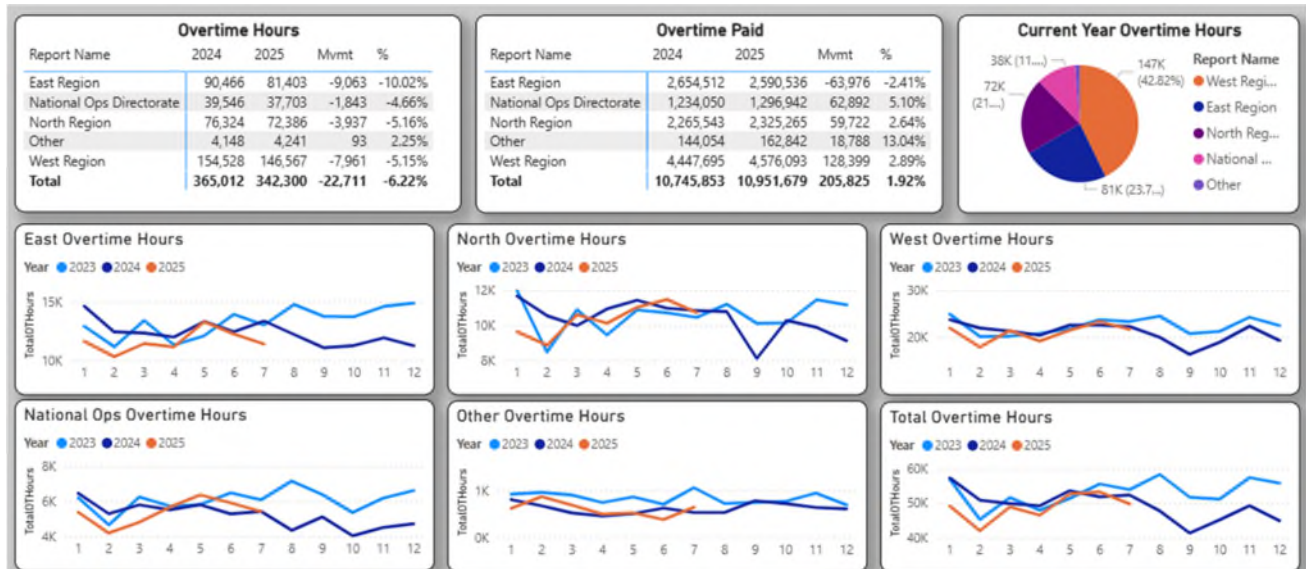 Overtime Hours
Report Name 2024 2025 Mvmt %
East Region 90,466 81,403 -9,063 -10.02%
National Ops Directorate 39,546 37,703 -1,843 -4.66%
North Region 76,324 72,386 -3,937 -5.16%
Other 4,148 4,241 93 2.25%
West Region 154,528 146,567 -7,961 -5.15%
Total 365,012 342,300 -22,711 -6.22%
Overtime Paid
Report Name 2024 2025 Mvmt %
East Region 2,654,512 2,590,536 -63,976 -2.41%
National Ops Directorate 1,234,050 1,296,942 62,892 5.10%
North Region 2,265,543 2,325,265 59,722 2.64%
Other 144,054 162,842 18,788 13.04%
West Region 4,447,695 4,576,093 128,399 2.89%
Total 10,745,853 10,951,679 205,825 1.92%
Current Year Overtime Hours
38K (11....)
72K
(21....)
147K
(42.82%)
81K (23.7...)
Report Name
West Regi...
East Region
North Reg...
National ...
Other
East Overtime Hours
Year 2023 2024 2025
TotalOTHours
15K
10K
1 2 3 4 5 6 7 8 9 10 11 12
North Overtime Hours
Year 2023 2024 2025
TotalOTHours
12K
10K
8K
1 2 3 4 5 6 7 8 9 10 11 12
West Overtime Hours
Year 2023 2024 2025
TotalOTHours
30K
20K
1 2 3 4 5 6 7 8 9 10 11 12
National Ops Overtime Hours
Year 2023 2024 2025
TotalOTHours
8K
6K
4K
1 2 3 4 5 6 7 8 9 10 11 12
Other Overtime Hours
Year 2023 2024 2025
TotalOTHours
1K
0K
1 2 3 4 5 6 7 8 9 10 11 12
Total Overtime Hours
Year 2023 2024 2025
TotalOTHours
60K
50K
40K
1 2 3 4 5 6 7 8 9 10 11 12